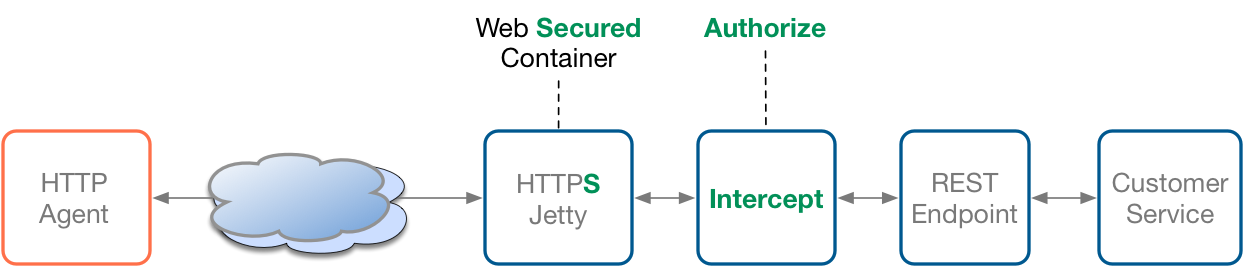 Web Secured
Container
Authorize
HTTP
Agent
HTTPS
Jetty
Intercept
REST
Endpoint
Customer
Service